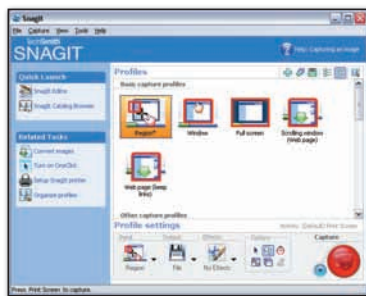 SnagIt
File Capture View Tools Help
TechSmith
SNAGIT
Help: Capturing an image
Quick Launch
SnagIt Editor
SnagIt Catalog Browser
Related Tasks
Convert images
Turn on OneClick
Setup SnagIt printer
Organize profiles
Profiles
Basic capture profiles
Region
Window
Full screen
Scrolling window
(Web page)
Web page (keep
links)
Other capture profiles
Profile settings
Input
Output
Effects
Options
Capture
Region
File
No Effects
Press Print Screen to capture.